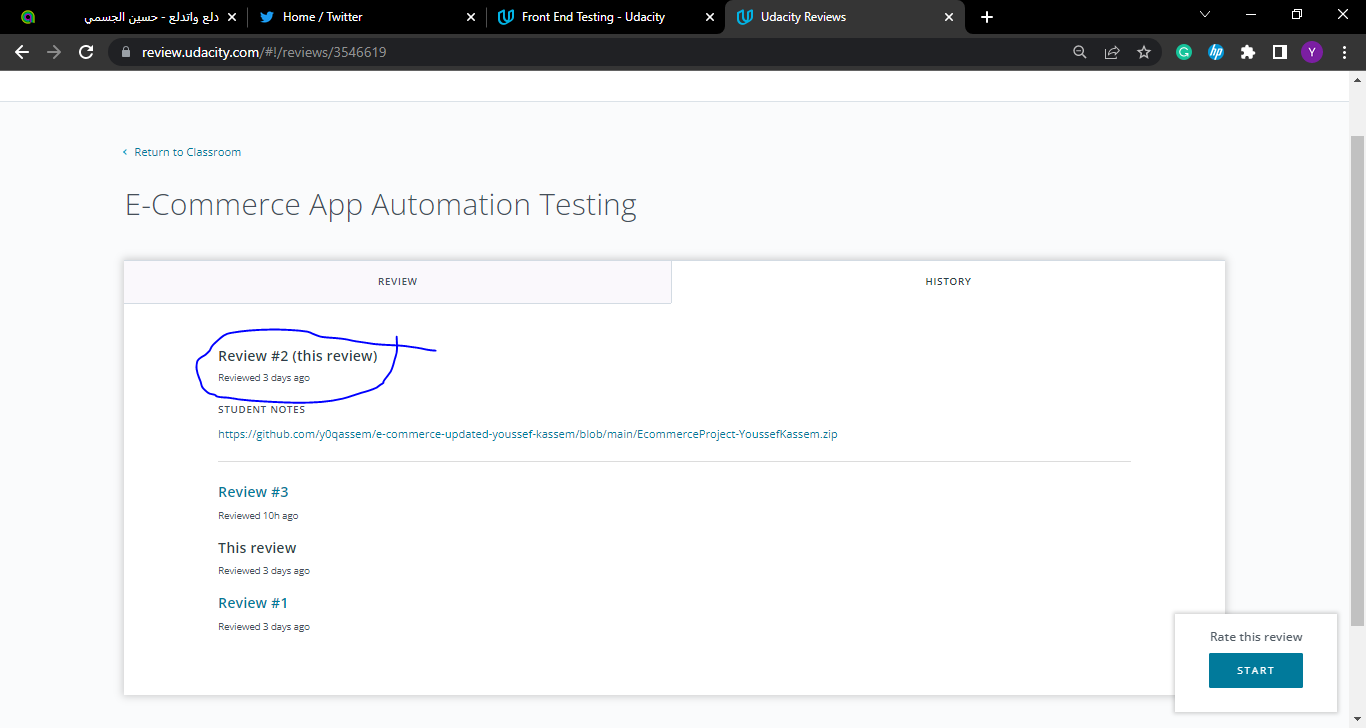 دلع واتدلع - حسين الجسمي
Home / Twitter
Front End Testing - Udacity
Udacity Reviews
review.udacity.com/#!/reviews/3546619
Y
Return to Classroom
E-Commerce App Automation Testing
REVIEW
HISTORY
Review #2 (this review)
Reviewed 3 days ago
STUDENT NOTES
https://github.com/y0qassem/e-commerce-updated-youssef-kassem/blob/main/EcommerceProject-YoussefKassem.zip
Review #3
Reviewed 10h ago
This review
Reviewed 3 days ago
Review #1
Reviewed 3 days ago
Rate this review
START